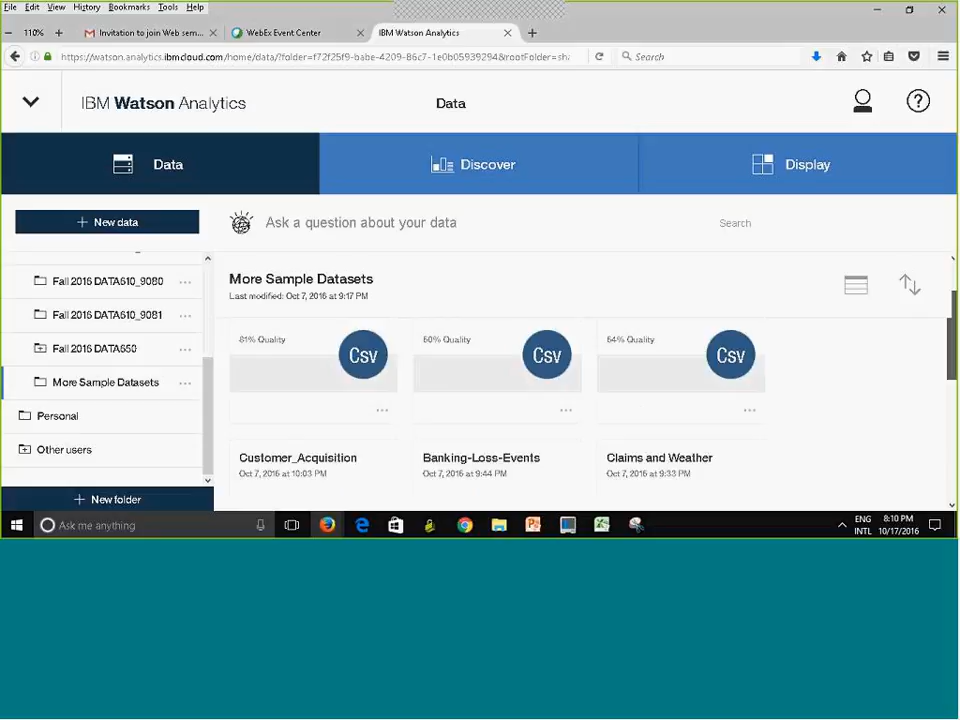 File Edit View History Bookmarks Tools Help
110% Invitation to join Web sem... WebEx Event Center IBM Watson Analytics
https://watson.analytics.ibmcloud.com/home/data/?folder=f72f25f9-babe-4209-86c7-1e0b05939294&rootFolder=sha Search
IBM Watson Analytics Data
Data Discover Display
New data Ask a question about your data Search
Fall 2016 DATA610_9080
Fall 2016 DATA610_9081
Fall 2016 DATA650
More Sample Datasets
Personal
Other users
New folder
More Sample Datasets
Last modified: Oct 7, 2016 at 9:17 PM
81% Quality Csv 60% Quality Csv 64% Quality Csv
Customer_Acquisition Banking-Loss-Events Claims and Weather
Oct 7, 2016 at 10:03 PM Oct 7, 2016 at 9:44 PM Oct 7, 2016 at 9:33 PM
Ask me anything ENG 8:10 PM
INTL 10/17/2016